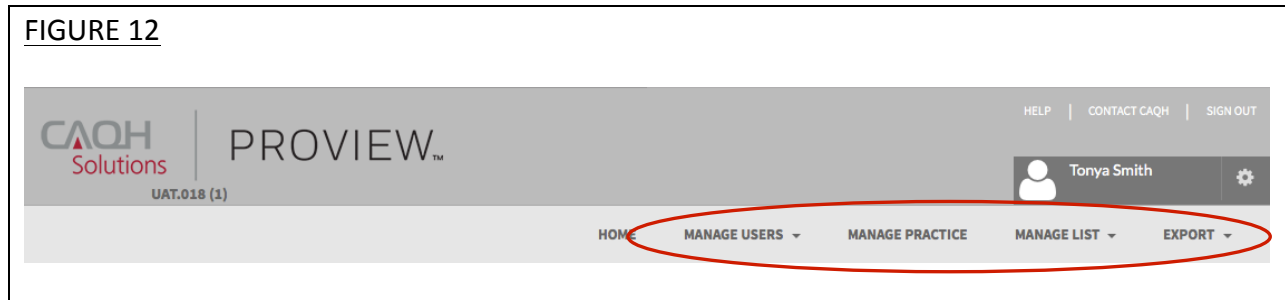 FIGURE 12
HELP | CONTACT CAQH | SIGN OUT
CAQH
Solutions
PROVIEW™
Tonya Smith
UAT.018 (1)
HOME MANAGE USERS MANAGE PRACTICE MANAGE LIST EXPORT